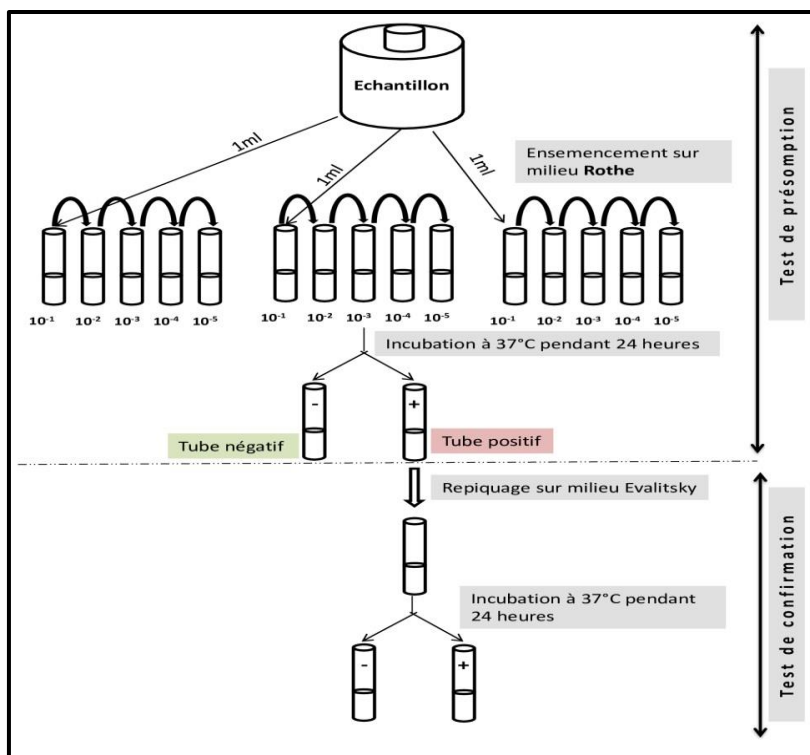 Echantillon
1ml
1ml
1ml
Ensemencement sur
milieu Rothe
10-1 10-2 10-3 10-4 10-5
10-1 10-2 10-3 10-4 10-5
10-1 10-2 10-3 10-4 10-5
Incubation à 37°C pendant 24 heures
-
+
Tube négatif
Tube positif
Test de présomption
Repiquage sur milieu Evalitsky
Incubation à 37°C pendant
24 heures
-
+
Test de confirmation